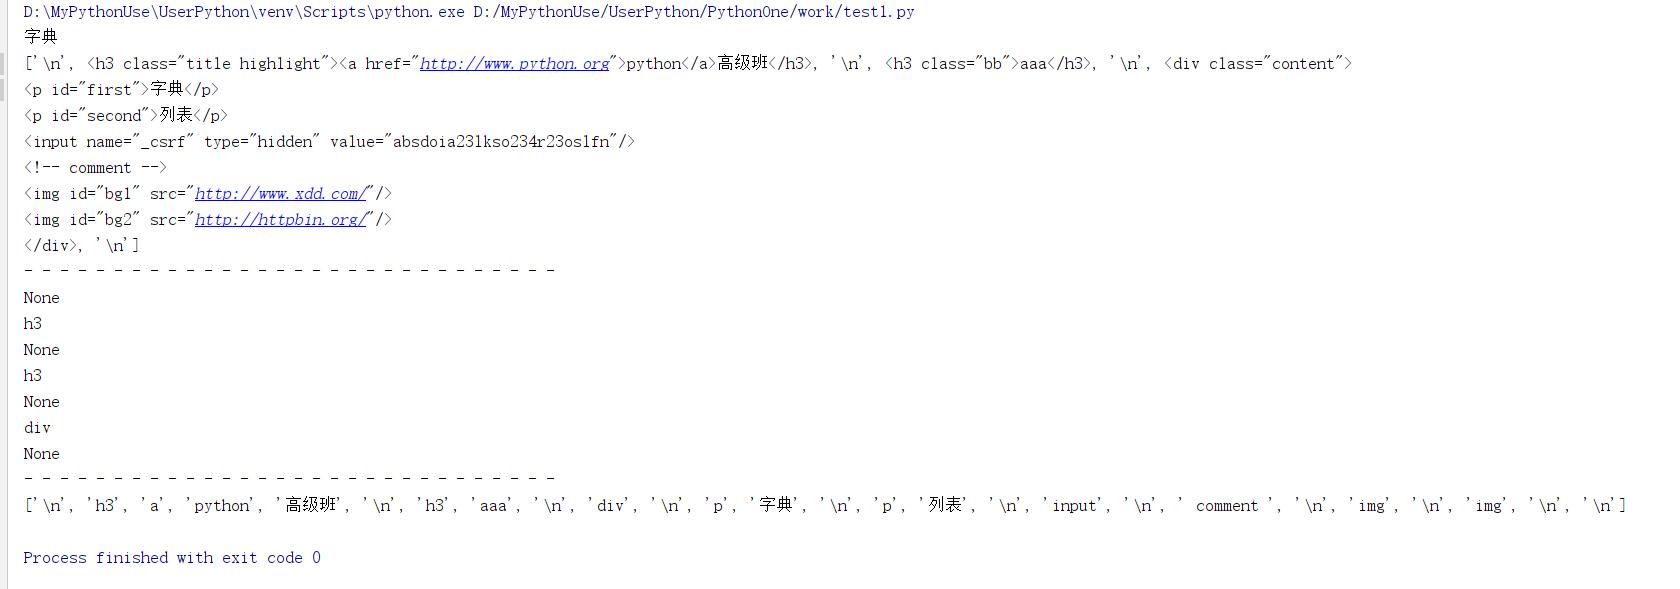 D:\MyPythonUse\UserPython\venv\Scripts\python.exe D:/MyPythonUse/UserPython/PythonOne/work/test1.py
字典
['\n', <h3 class="title highlight"><a href="http://www.python.org">python</a>高级班</h3>, '\n', <h3 class="bb">aaa</h3>, '\n', <div class="content">
<p id="first">字典</p>
<p id="second">列表</p>
<input name="_csrf" type="hidden" value="absdoia23lkso234r23oslfn"/>
<!-- comment -->
<img id="bg1" src="http://www.xdd.com/"/>
<img id="bg2" src="http://httpbin.org/"/>
</div>, '\n']
- - - - - - - - - - - - - - - - - - - - - - - - - - - - - -
None
h3
None
h3
None
div
None
- - - - - - - - - - - - - - - - - - - - - - - - - - - - - -
['\n', 'h3', 'a', 'python', '高级班', '\n', 'h3', 'aaa', '\n', 'div', '\n', 'p', '字典', '\n', 'p', '列表', '\n', 'input', '\n', ' comment ', '\n', 'img', '\n', 'img', '\n', '\n']
Process finished with exit code 0